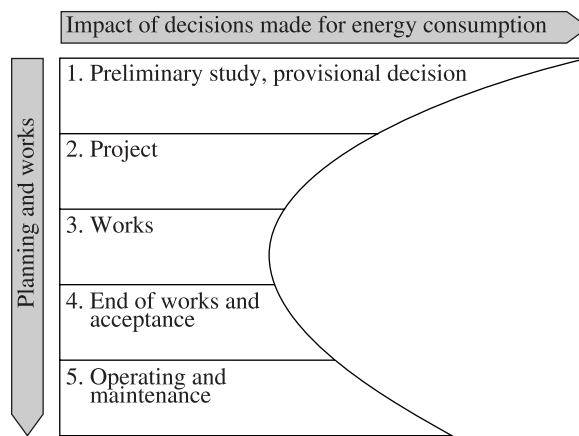 Impact of decisions made for energy consumption
Planning and works
1. Preliminary study, provisional decision
2. Project
3. Works
4. End of works and
acceptance
5. Operating and
maintenance